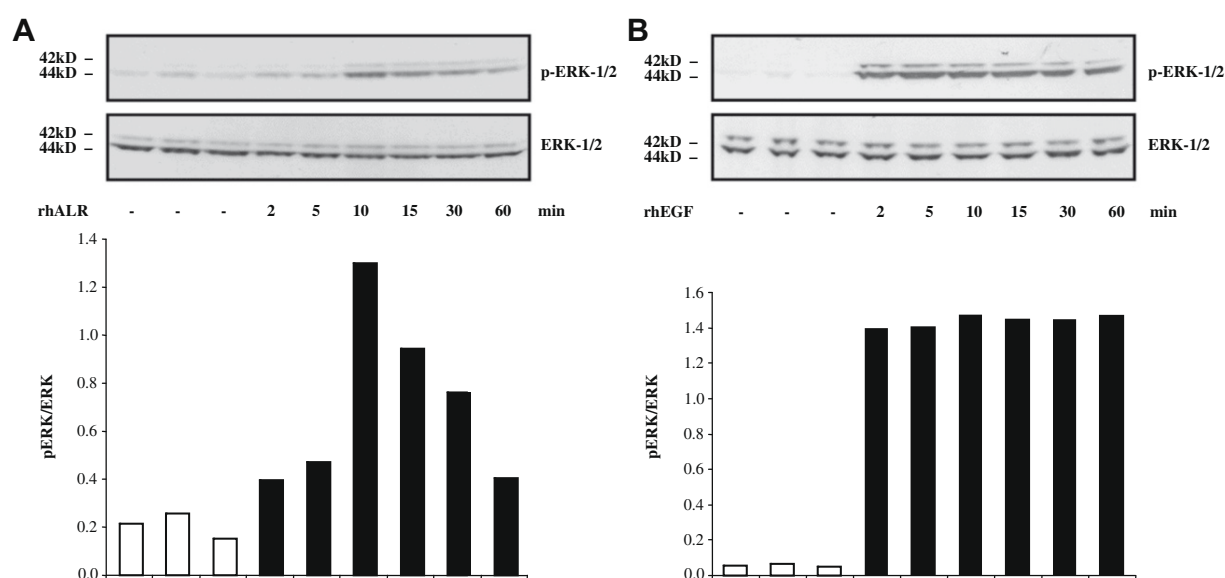 A
42kD –
44kD –
p-ERK-1/2
42kD –
44kD –
ERK-1/2
rhALR - - - 2 5 10 15 30 60 min
pERK/ERK
1.4
1.2
1.0
0.8
0.6
0.4
0.2
0.0
B
42kD –
44kD –
p-ERK-1/2
42kD –
44kD –
ERK-1/2
rhEGF - - - 2 5 10 15 30 60 min
pERK/ERK
1.6
1.4
1.2
1.0
0.8
0.6
0.4
0.2
0.0